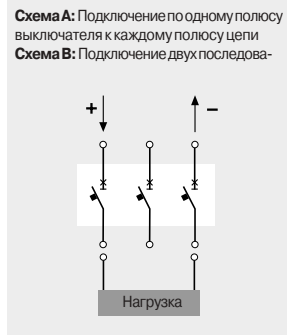 Схема А: Подключение по одному полюсу
выключателя к каждому полюсу цепи
Схема В: Подключение двух последова-
+ –
Нагрузка